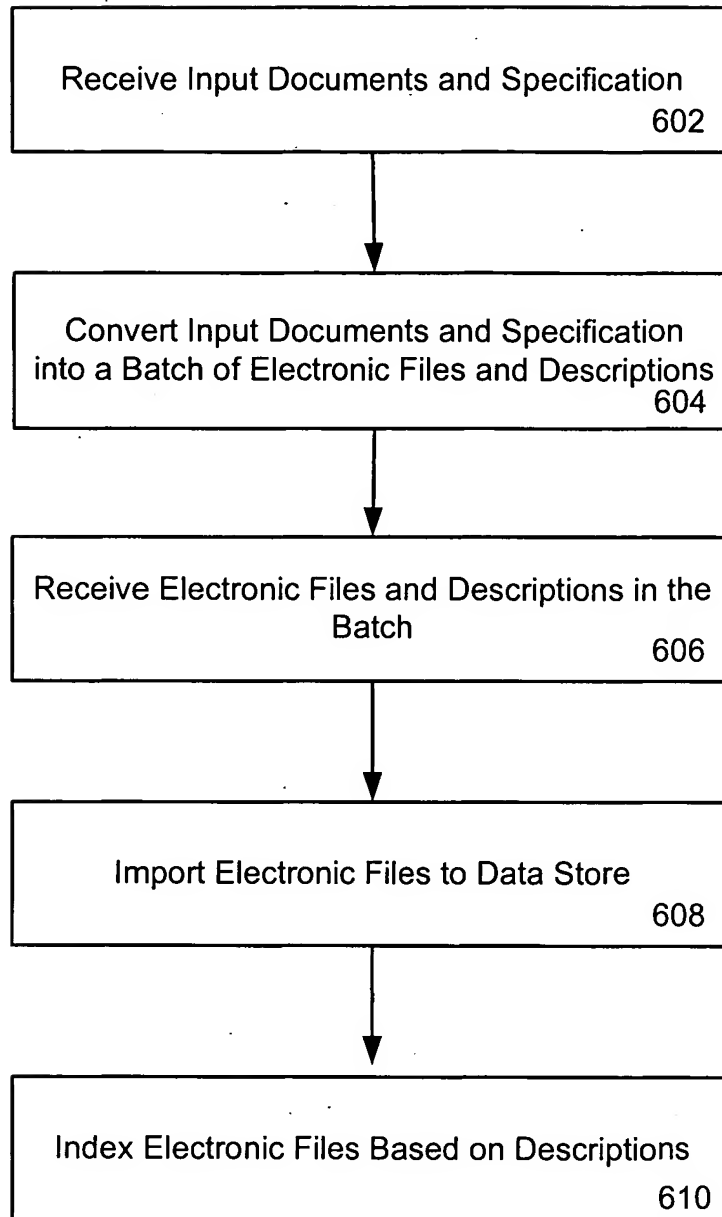 Receive Input Documents and Specification
602
Convert Input Documents and Specification
into a Batch of Electronic Files and Descriptions
604
Receive Electronic Files and Descriptions in the
Batch
606
Import Electronic Files to Data Store
608
Index Electronic Files Based on Descriptions
610